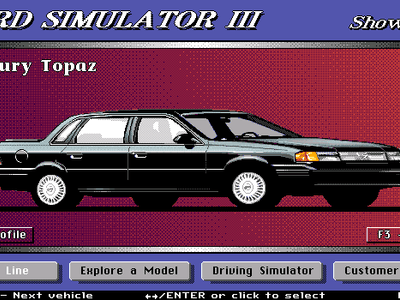 RD SIMULATOR III
Show
ury Topaz
ofile
F3 -
Line
Explore a Model
Driving Simulator
Customer
- Next vehicle
↔/ENTER or click to select